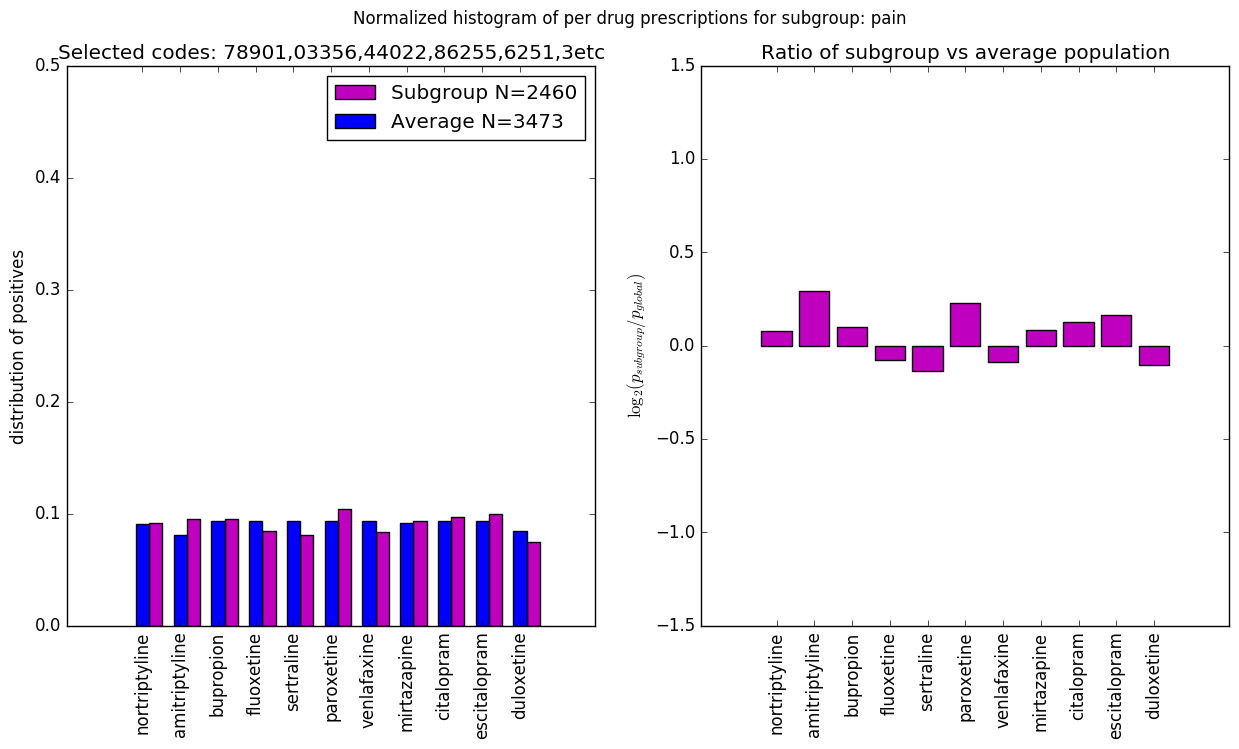 Normalized histogram of per drug prescriptions for subgroup: pain
Selected codes: 78901,03356,44022,86255,6251,3etc
Subgroup N=2460
Average N=3473
distribution of positives
0.5
0.4
0.3
0.2
0.1
0.0
nortriptyline
amitriptyline
bupropion
fluoxetine
sertraline
paroxetine
venlafaxine
mirtazapine
citalopram
escitalopram
duloxetine
Ratio of subgroup vs average population
log₂(p_subgroup/p_global)
1.5
1.0
0.5
0.0
−0.5
−1.0
−1.5
nortriptyline
amitriptyline
bupropion
fluoxetine
sertraline
paroxetine
venlafaxine
mirtazapine
citalopram
escitalopram
duloxetine